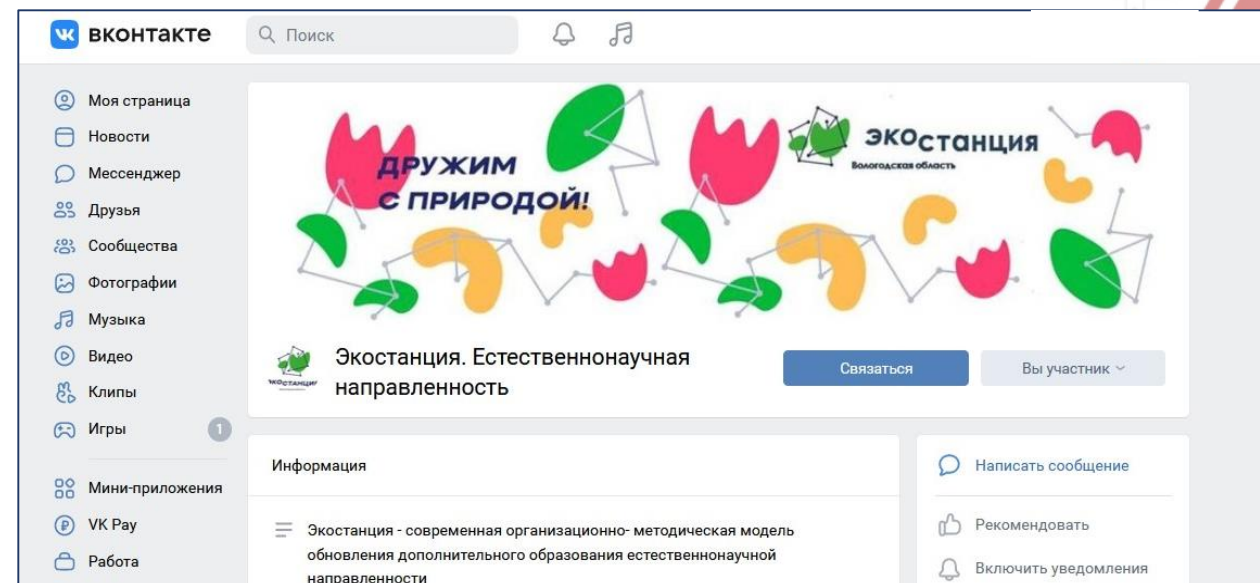 вконтакте
Поиск
Моя страница
Новости
Мессенджер
Друзья
Сообщества
Фотографии
Музыка
Видео
Клипы
Игры
1
Мини-приложения
VK Pay
Работа
ДРУЖИМ
С ПРИРОДОЙ!
ЭКОСТАНЦИЯ
Вологодская область
ЭКОСТАНЦИЯ
Экостанция. Естественнонаучная
направленность
Связаться
Вы участник
Информация
Экостанция - современная организационно- методическая модель
обновления дополнительного образования естественнонаучной
направленности
Написать сообщение
Рекомендовать
Включить уведомления